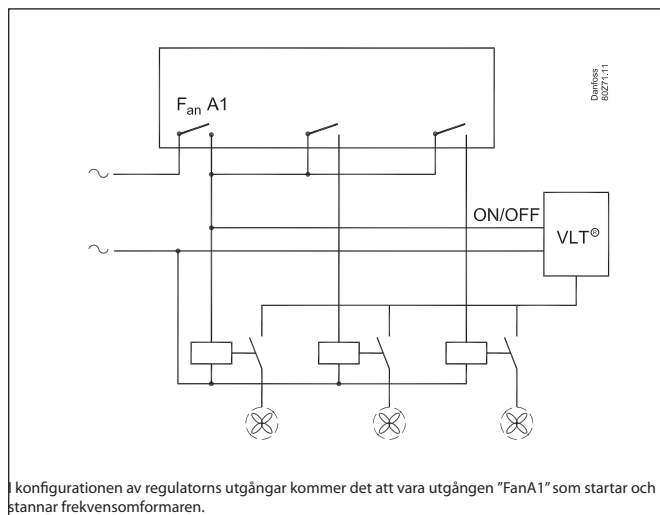 Danfoss
80Z71.11
Fan A1
ON/OFF
VLT®
I konfigurationen av regulatorns utgångar kommer det att vara utgången ”FanA1” som startar och
stannar frekvensomformaren.